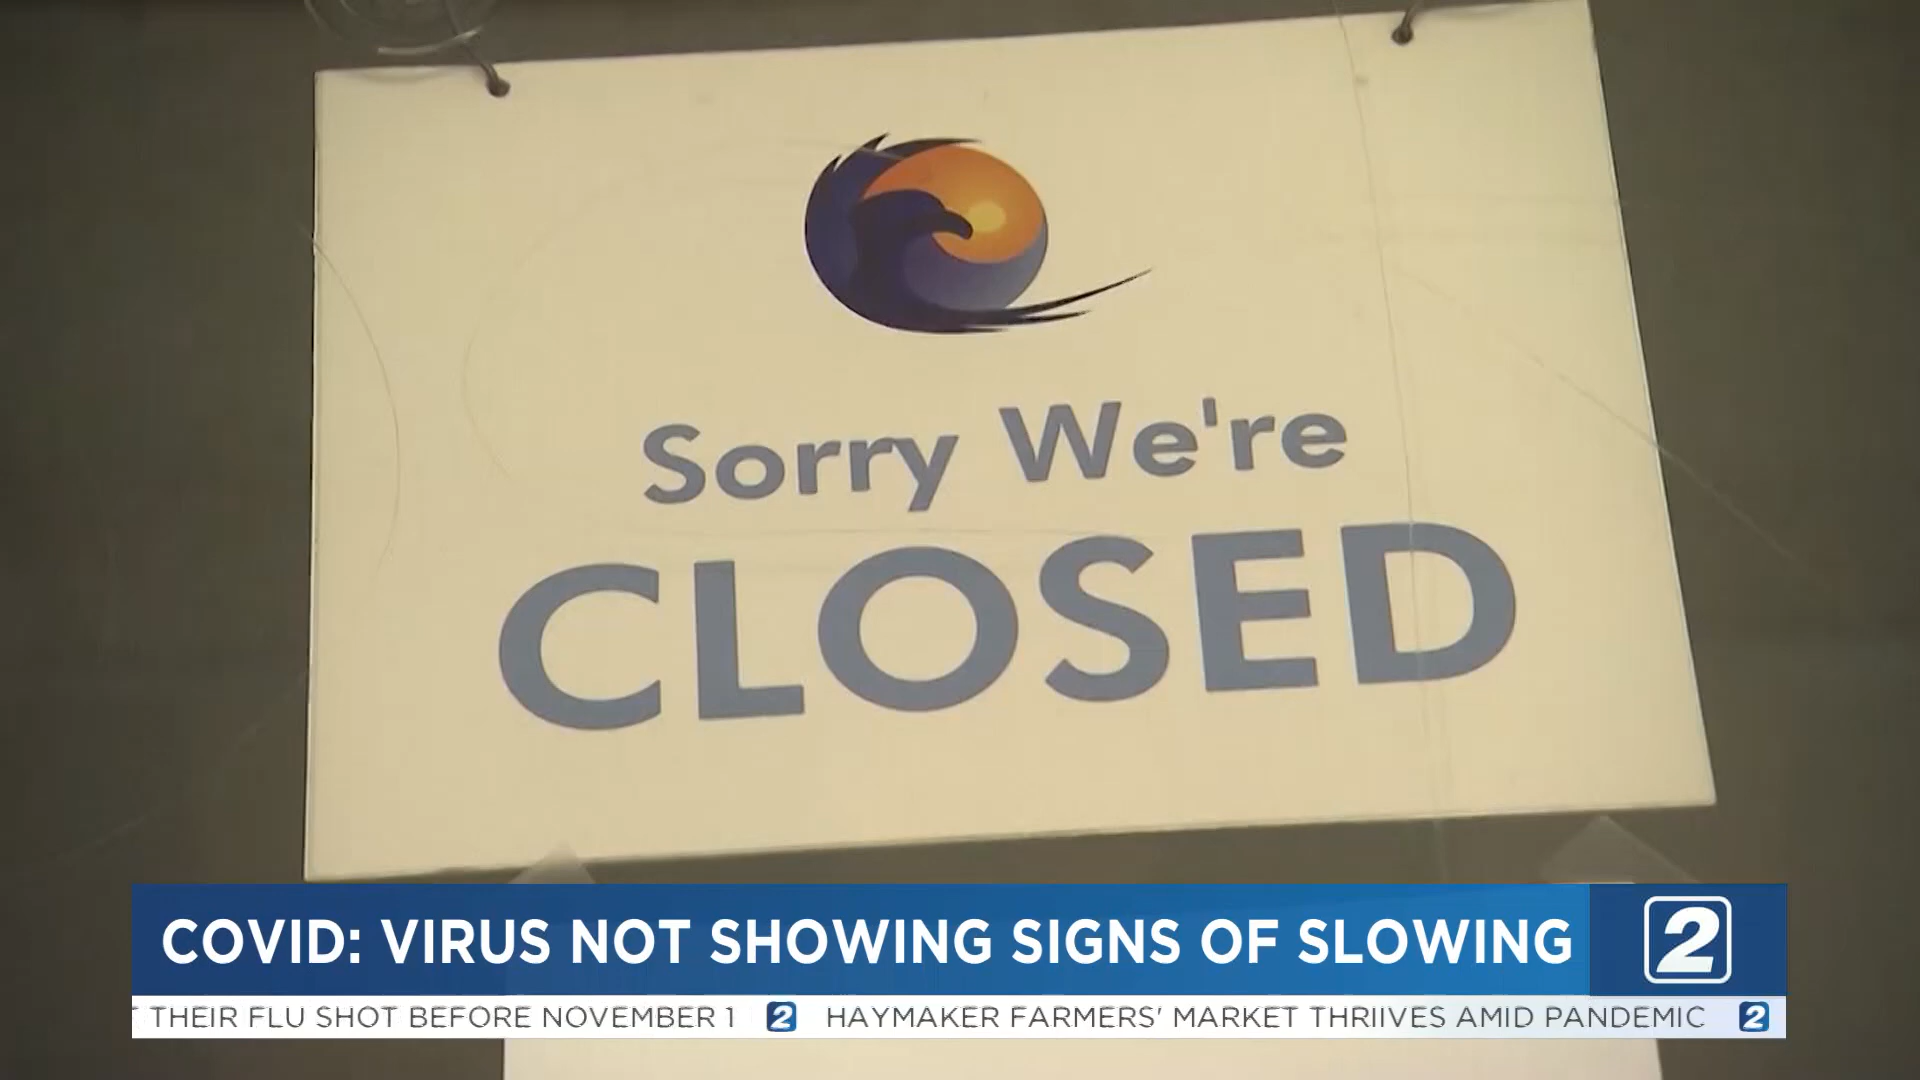 Sorry We're
CLOSED
COVID: VIRUS NOT SHOWING SIGNS OF SLOWING 2
THEIR FLU SHOT BEFORE NOVEMBER 1 2 HAYMAKER FARMERS' MARKET THRIIVES AMID PANDEMIC 2